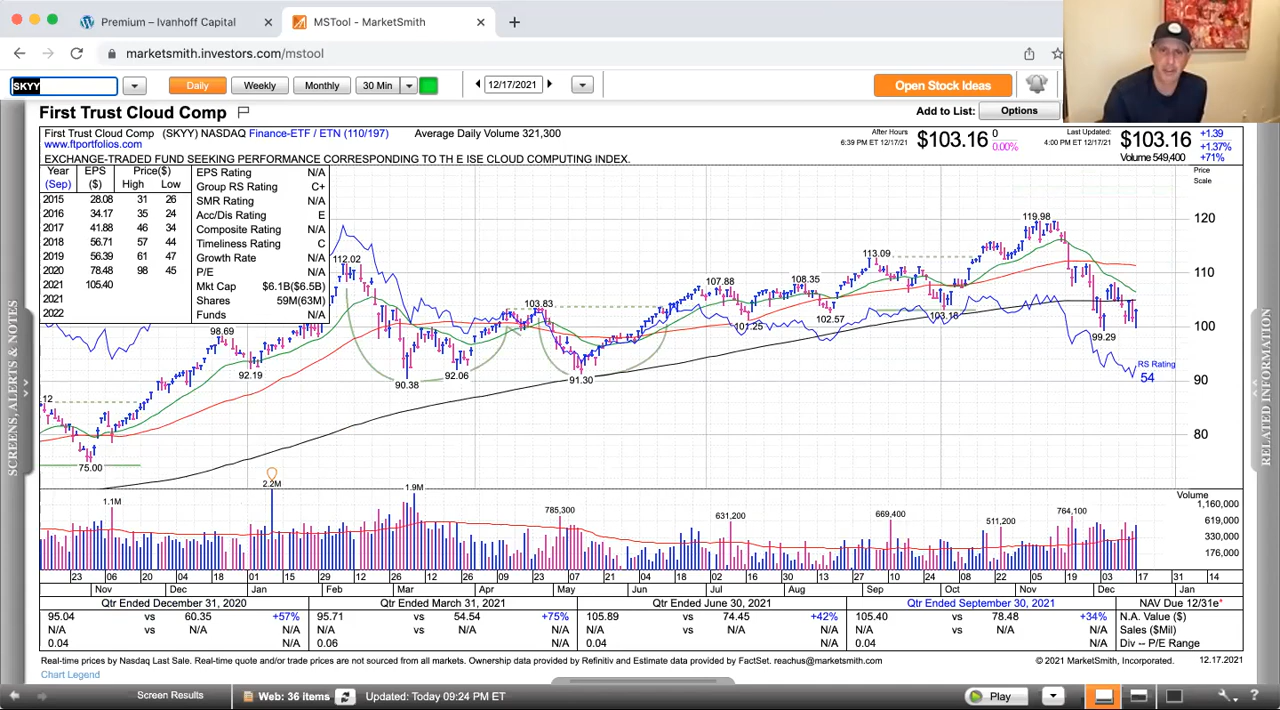 Premium – Ivanhoff Capital
MSTool - MarketSmith
marketsmith.investors.com/mstool
SKYY
Daily
Weekly
Monthly
30 Min
12/17/2021
Open Stock Ideas
First Trust Cloud Comp
Add to List:
Options
First Trust Cloud Comp (SKYY) NASDAQ Finance-ETF / ETN (110/197) Average Daily Volume 321,300
www.ftportfolios.com
EXCHANGE-TRADED FUND SEEKING PERFORMANCE CORRESPONDING TO TH E ISE CLOUD COMPUTING INDEX.
After Hours
6:39 PM ET 12/17/21
$103.16
0
0.00%
Last Updated:
4:00 PM ET 12/17/21
$103.16
Volume 549,400
+1.39
+1.37%
+71%
Year EPS Price($)
(Sep) ($) High Low
2015 28.08 31 26
2016 34.17 35 24
2017 41.88 46 34
2018 56.71 57 44
2019 56.39 61 47
2020 78.48 98 45
2021 105.40
2021
2022
EPS Rating N/A
Group RS Rating C+
SMR Rating N/A
Acc/Dis Rating E
Composite Rating N/A
Timeliness Rating C
Growth Rate N/A
P/E N/A
Mkt Cap $6.1B($6.5B)
Shares 59M(63M)
Funds N/A
Price
Scale
120
110
100
90
80
119.98
113.09
112.02
107.88
108.35
103.83
98.69
101.25
102.57
103.18
99.29
92.19
90.38
92.06
91.30
12
75.00
RS Rating
54
Volume
1,160,000
619,000
330,000
176,000
1.1M
2.2M
1.9M
785,300
631,200
669,400
511,200
764,100
23 06 20 04 18 01 15 29 12 26 12 26 09 23 07 21 04 18 02 16 30 13 27 10 24 08 22 05 19 03 17 31 14
Nov Dec Jan Feb Mar Apr May Jun Jul Aug Sep Oct Nov Dec Jan
Qtr Ended December 31, 2020
95.04 vs 60.35 +57%
N/A vs N/A N/A
0.04 N/A
Qtr Ended March 31, 2021
95.71 vs 54.54 +75%
N/A vs N/A N/A
0.06 N/A
Qtr Ended June 30, 2021
105.89 vs 74.45 +42%
N/A vs N/A N/A
0.04 N/A
Qtr Ended September 30, 2021
105.40 vs 78.48 +34%
N/A vs N/A N/A
0.04 N/A
NAV Due 12/31e*
N.A. Value ($)
Sales ($Mil)
Div -- P/E Range
Real-time prices by Nasdaq Last Sale. Real-time quote and/or trade prices are not sourced from all markets. Ownership data provided by Refinitiv and Estimate data provided by FactSet. reachus@marketsmith.com
© 2021 MarketSmith, Incorporated.
12.17.2021
Chart Legend
SCREENS, ALERTS & NOTES
RELATED INFORMATION
Screen Results
Web: 36 items
Updated: Today 09:24 PM ET
Play